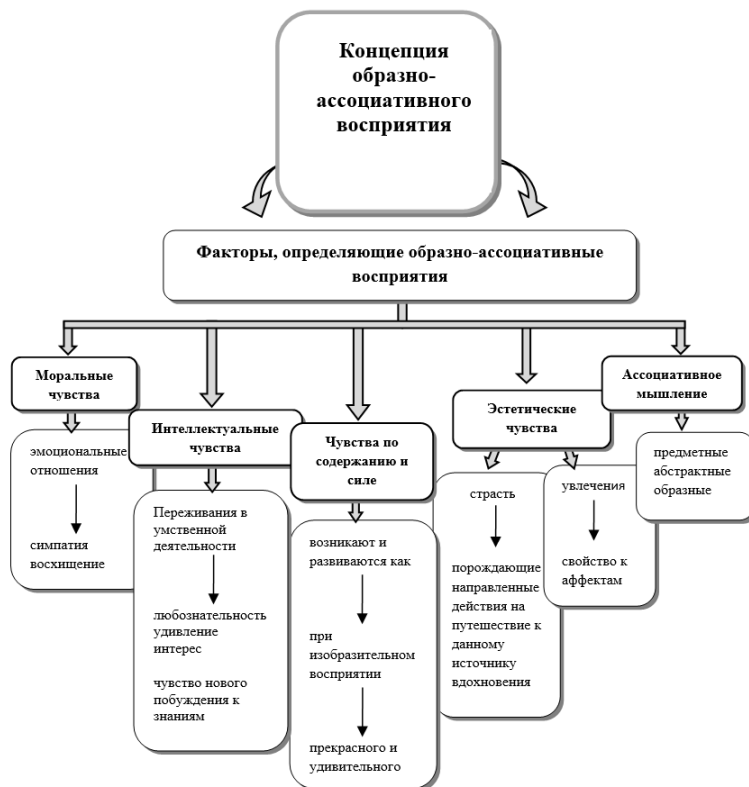 Концепция
образно-
ассоциативного
восприятия
Факторы, определяющие образно-ассоциативные
восприятия
Моральные
чувства
эмоциональные
отношения
симпатия
восхищение
Интеллектуальные
чувства
Переживания в
умственной
деятельности
любознательность
удивление
интерес
чувство нового
побуждения к
знаниям
Чувства по
содержанию и
силе
возникают и
развиваются как
при
изобразительном
восприятии
прекрасного и
удивительного
Эстетические
чувства
страсть
порождающие
направленные
действия на
путешествие к
данному
источнику
вдохновения
увлечения
свойство к
аффектам
Ассоциативное
мышление
предметные
абстрактные
образные